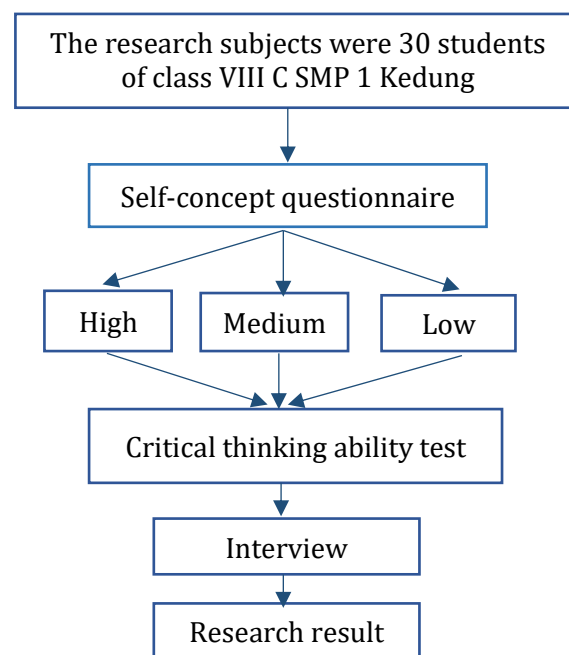 The research subjects were 30 students
of class VIII C SMP 1 Kedung
Self-concept questionnaire
High
Medium
Low
Critical thinking ability test
Interview
Research result